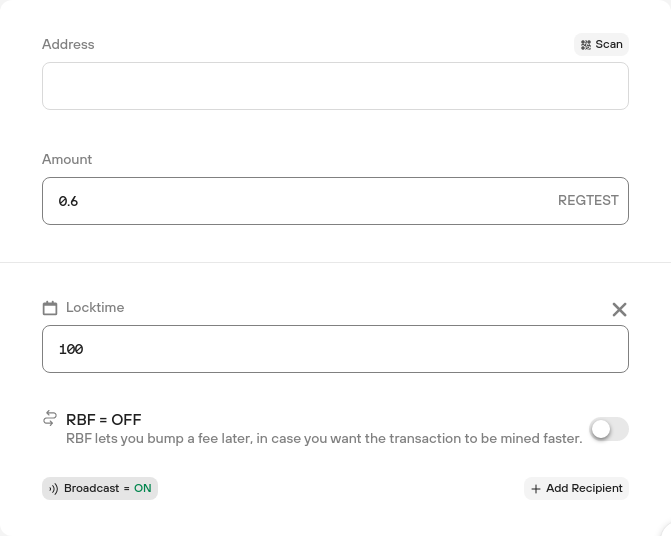 Address
Scan
Amount
0.6 REGTEST
Locktime
100
RBF = OFF
RBF lets you bump a fee later, in case you want the transaction to be mined faster.
Broadcast = ON
+ Add Recipient